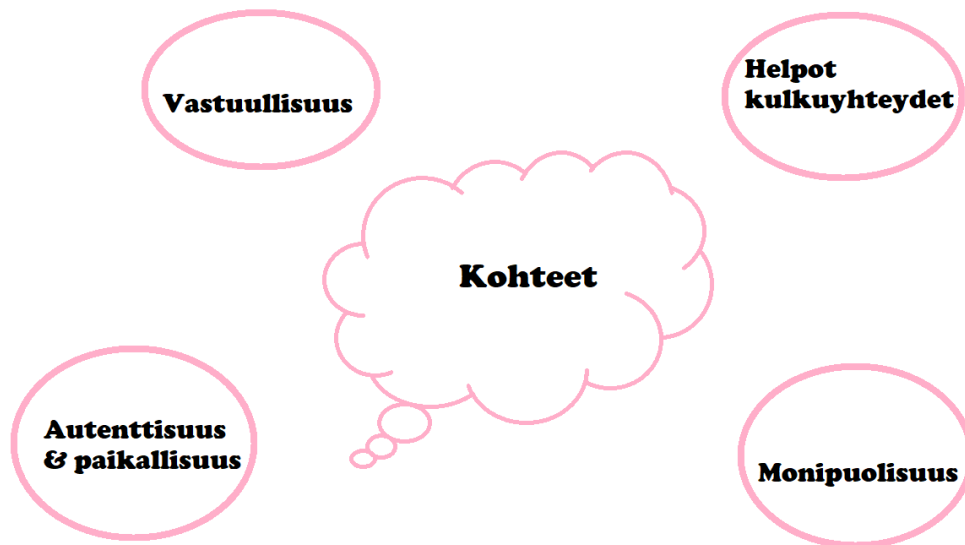 Vastuullisuus
Helpot
kulkuyhteydet
Kohteet
Autenttisuus
& paikallisuus
Monipuolisuus